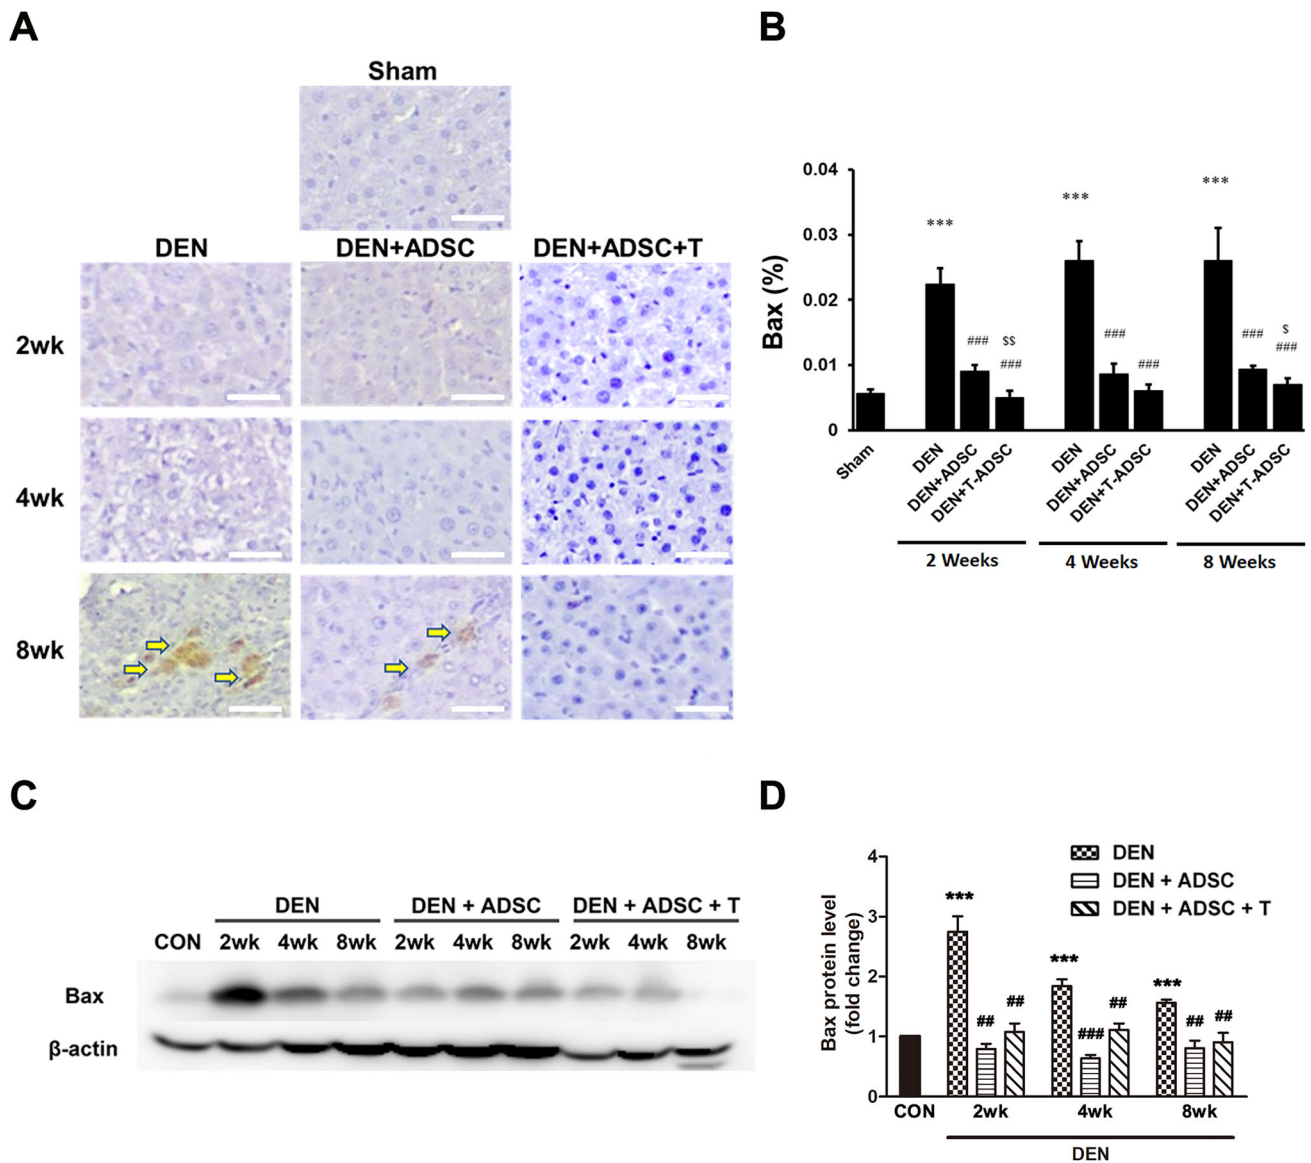 A
Sham
DEN DEN+ADSC DEN+ADSC+T
2wk
4wk
8wk
B
Bax (%)
0.04
0.03
0.02
0.01
0
***
***
***
### $$ ###
### ###
### $ ###
Sham DEN DEN+ADSC DEN+T-ADSC DEN DEN+ADSC DEN+T-ADSC DEN DEN+ADSC DEN+T-ADSC
2 Weeks 4 Weeks 8 Weeks
C
DEN DEN + ADSC DEN + ADSC + T
CON 2wk 4wk 8wk 2wk 4wk 8wk 2wk 4wk 8wk
Bax
β-actin
D
Bax protein level
(fold change)
4
3
2
1
0
DEN
DEN + ADSC
DEN + ADSC + T
*** ## ##
*** ### ##
*** ## ##
CON 2wk 4wk 8wk
DEN